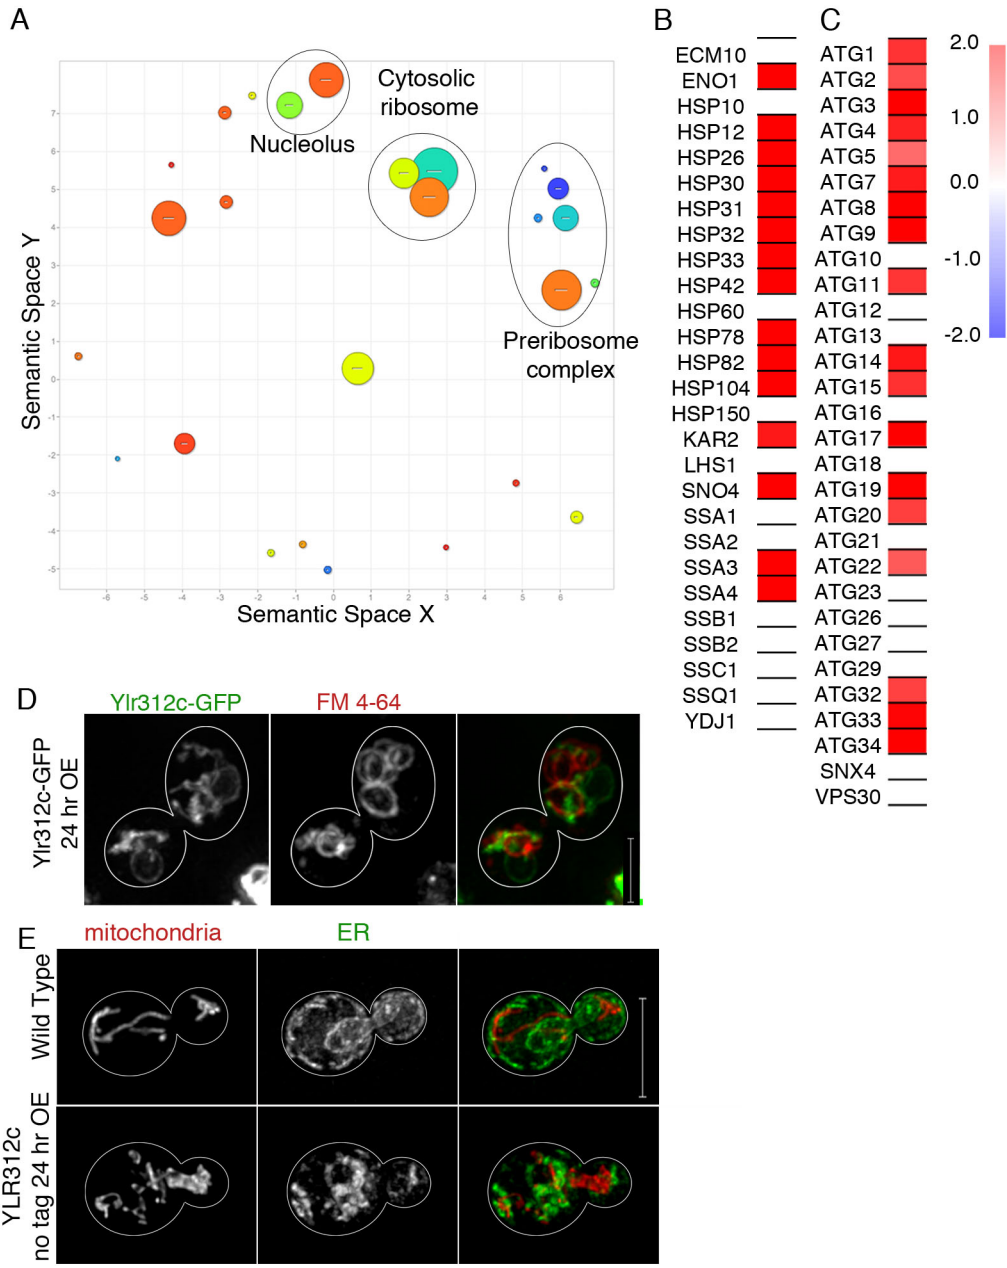 A
B
C
Cytosolic
ribosome
Nucleolus
Preribosome
complex
Semantic Space Y
7
6
5
4
3
2
1
0
-1
-2
-3
-4
-5
-6
-5
-4
-3
-2
-1
0
1
2
3
4
5
6
Semantic Space X
ECM10
ENO1
HSP10
HSP12
HSP26
HSP30
HSP31
HSP32
HSP33
HSP42
HSP60
HSP78
HSP82
HSP104
HSP150
KAR2
LHS1
SNO4
SSA1
SSA2
SSA3
SSA4
SSB1
SSB2
SSC1
SSQ1
YDJ1
ATG1
ATG2
ATG3
ATG4
ATG5
ATG7
ATG8
ATG9
ATG10
ATG11
ATG12
ATG13
ATG14
ATG15
ATG16
ATG17
ATG18
ATG19
ATG20
ATG21
ATG22
ATG23
ATG26
ATG27
ATG29
ATG32
ATG33
ATG34
SNX4
VPS30
2.0
1.0
0.0
-1.0
-2.0
D
Ylr312c-GFP
FM 4-64
Ylr312c-GFP
24 hr OE
E
mitochondria
ER
Wild Type
YLR312c
no tag 24 hr OE